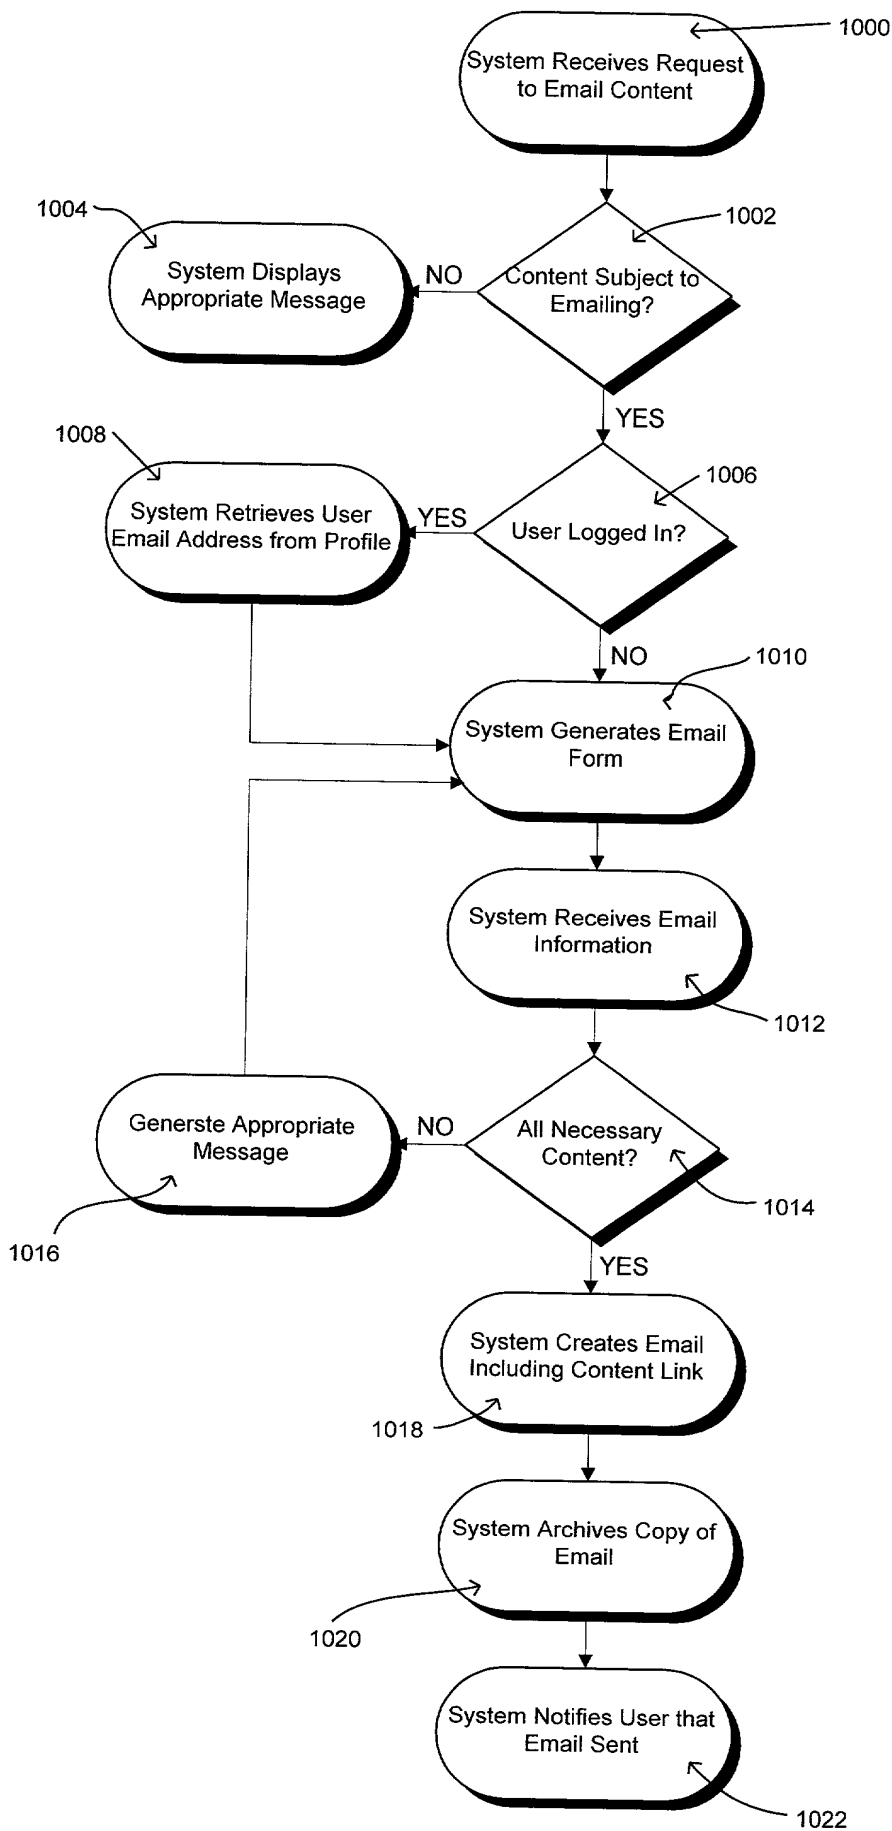 1000
System Receives Request
to Email Content
1002
Content Subject to
Emailing?
NO
1004
System Displays
Appropriate Message
YES
1006
User Logged In?
YES
1008
System Retrieves User
Email Address from Profile
NO
1010
System Generates Email
Form
System Receives Email
Information
1012
All Necessary
Content?
1014
NO
Generste Appropriate
Message
1016
YES
System Creates Email
Including Content Link
1018
System Archives Copy of
Email
1020
System Notifies User that
Email Sent
1022